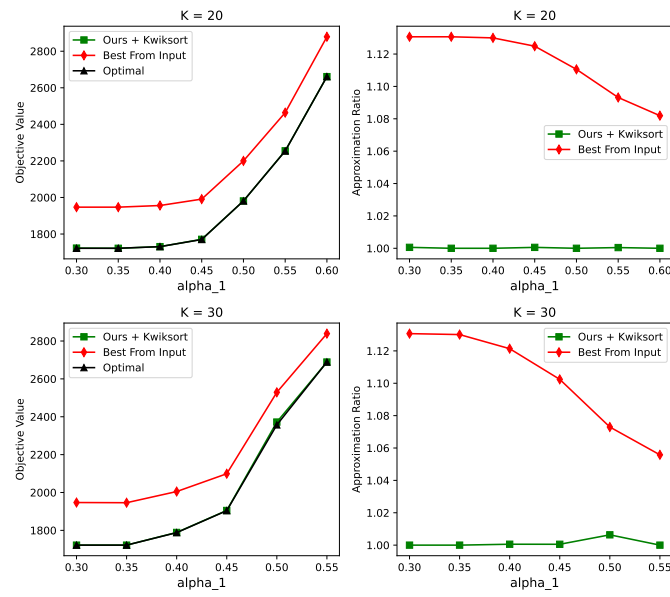 K = 20
Objective Value
2800
2600
2400
2200
2000
1800
Ours + Kwiksort
Best From Input
Optimal
0.30 0.35 0.40 0.45 0.50 0.55 0.60
alpha_1
K = 20
Approximation Ratio
1.12
1.10
1.08
1.06
1.04
1.02
1.00
Ours + Kwiksort
Best From Input
0.30 0.35 0.40 0.45 0.50 0.55 0.60
alpha_1
K = 30
Objective Value
2800
2600
2400
2200
2000
1800
Ours + Kwiksort
Best From Input
Optimal
0.30 0.35 0.40 0.45 0.50 0.55
alpha_1
K = 30
Approximation Ratio
1.12
1.10
1.08
1.06
1.04
1.02
1.00
Ours + Kwiksort
Best From Input
0.30 0.35 0.40 0.45 0.50 0.55
alpha_1